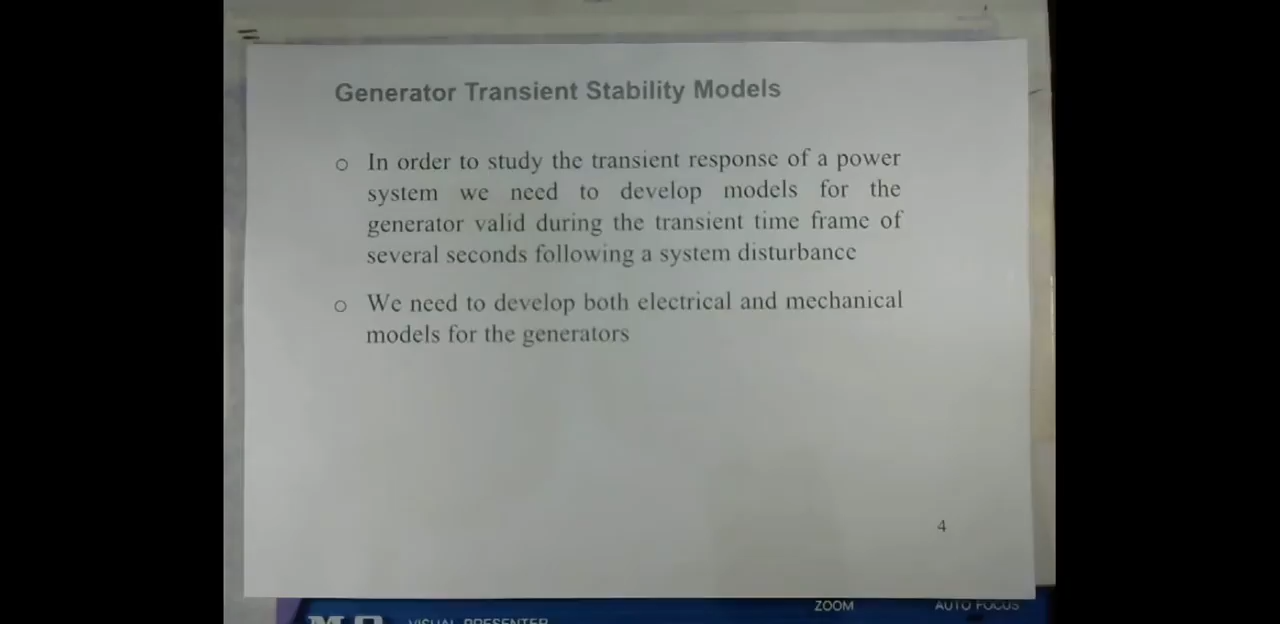 Generator Transient Stability Models
o In order to study the transient response of a power
system we need to develop models for the
generator valid during the transient time frame of
several seconds following a system disturbance
o We need to develop both electrical and mechanical
models for the generators
4
ZOOM
AUTO FOCUS
VISUAL PRESENTER